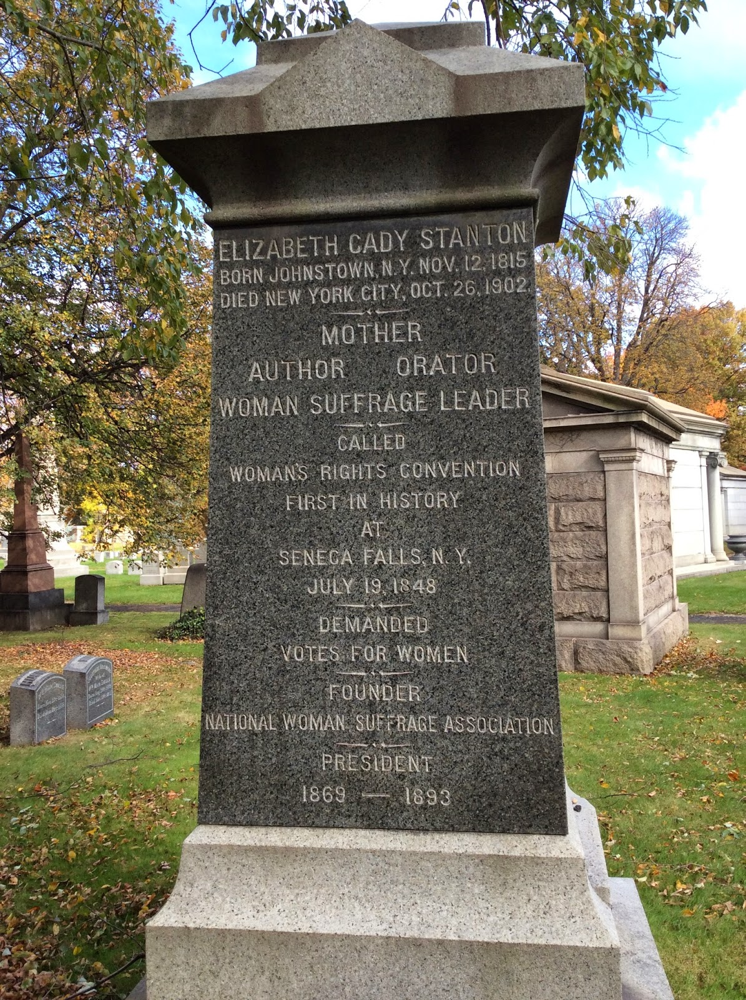 ELIZABETH CADY STANTON
BORN JOHNSTOWN, N.Y. NOV. 12, 1815
DIED NEW YORK CITY, OCT. 26, 1902.
MOTHER
AUTHOR ORATOR
WOMAN SUFFRAGE LEADER
CALLED
WOMAN'S RIGHTS CONVENTION
FIRST IN HISTORY
AT
SENECA FALLS, N.Y.
JULY 19, 1848
DEMANDED
VOTES FOR WOMEN
FOUNDER
NATIONAL WOMAN SUFFRAGE ASSOCIATION
PRESIDENT
1869 — 1893